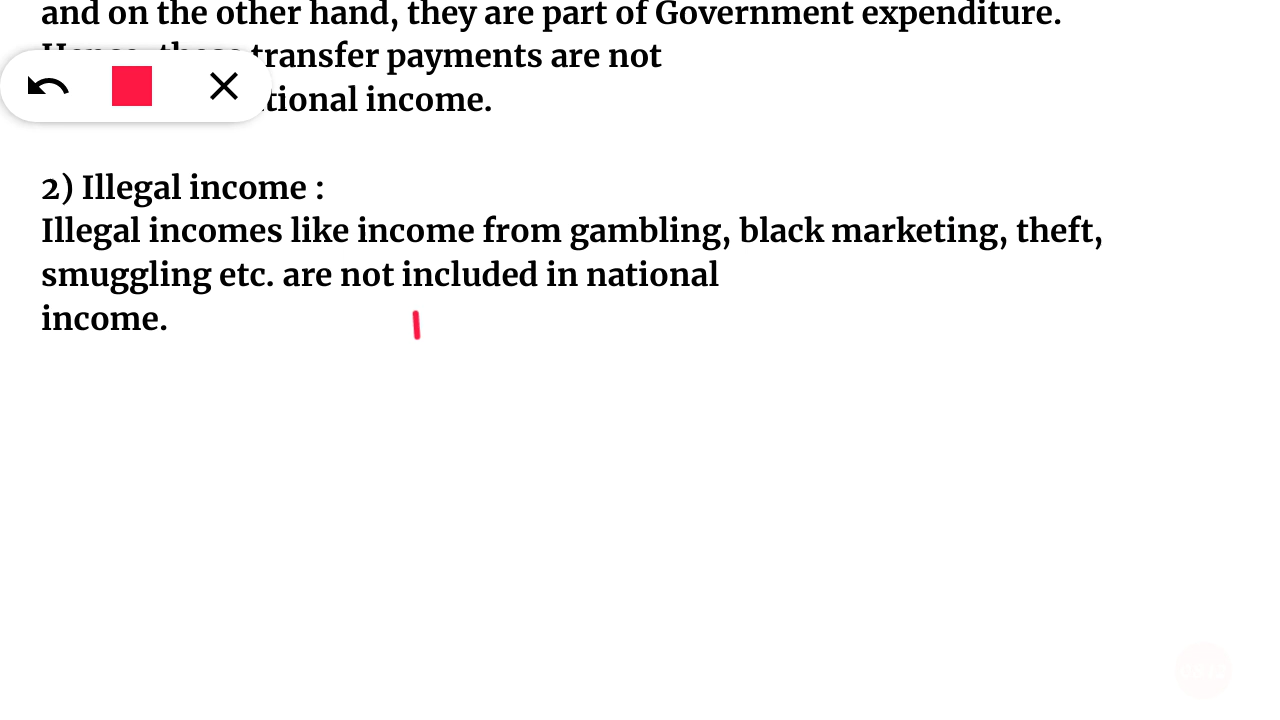 and on the other hand, they are part of Government expenditure.
transfer payments are not
tional income.
2) Illegal income :
Illegal incomes like income from gambling, black marketing, theft,
smuggling etc. are not included in national
income.